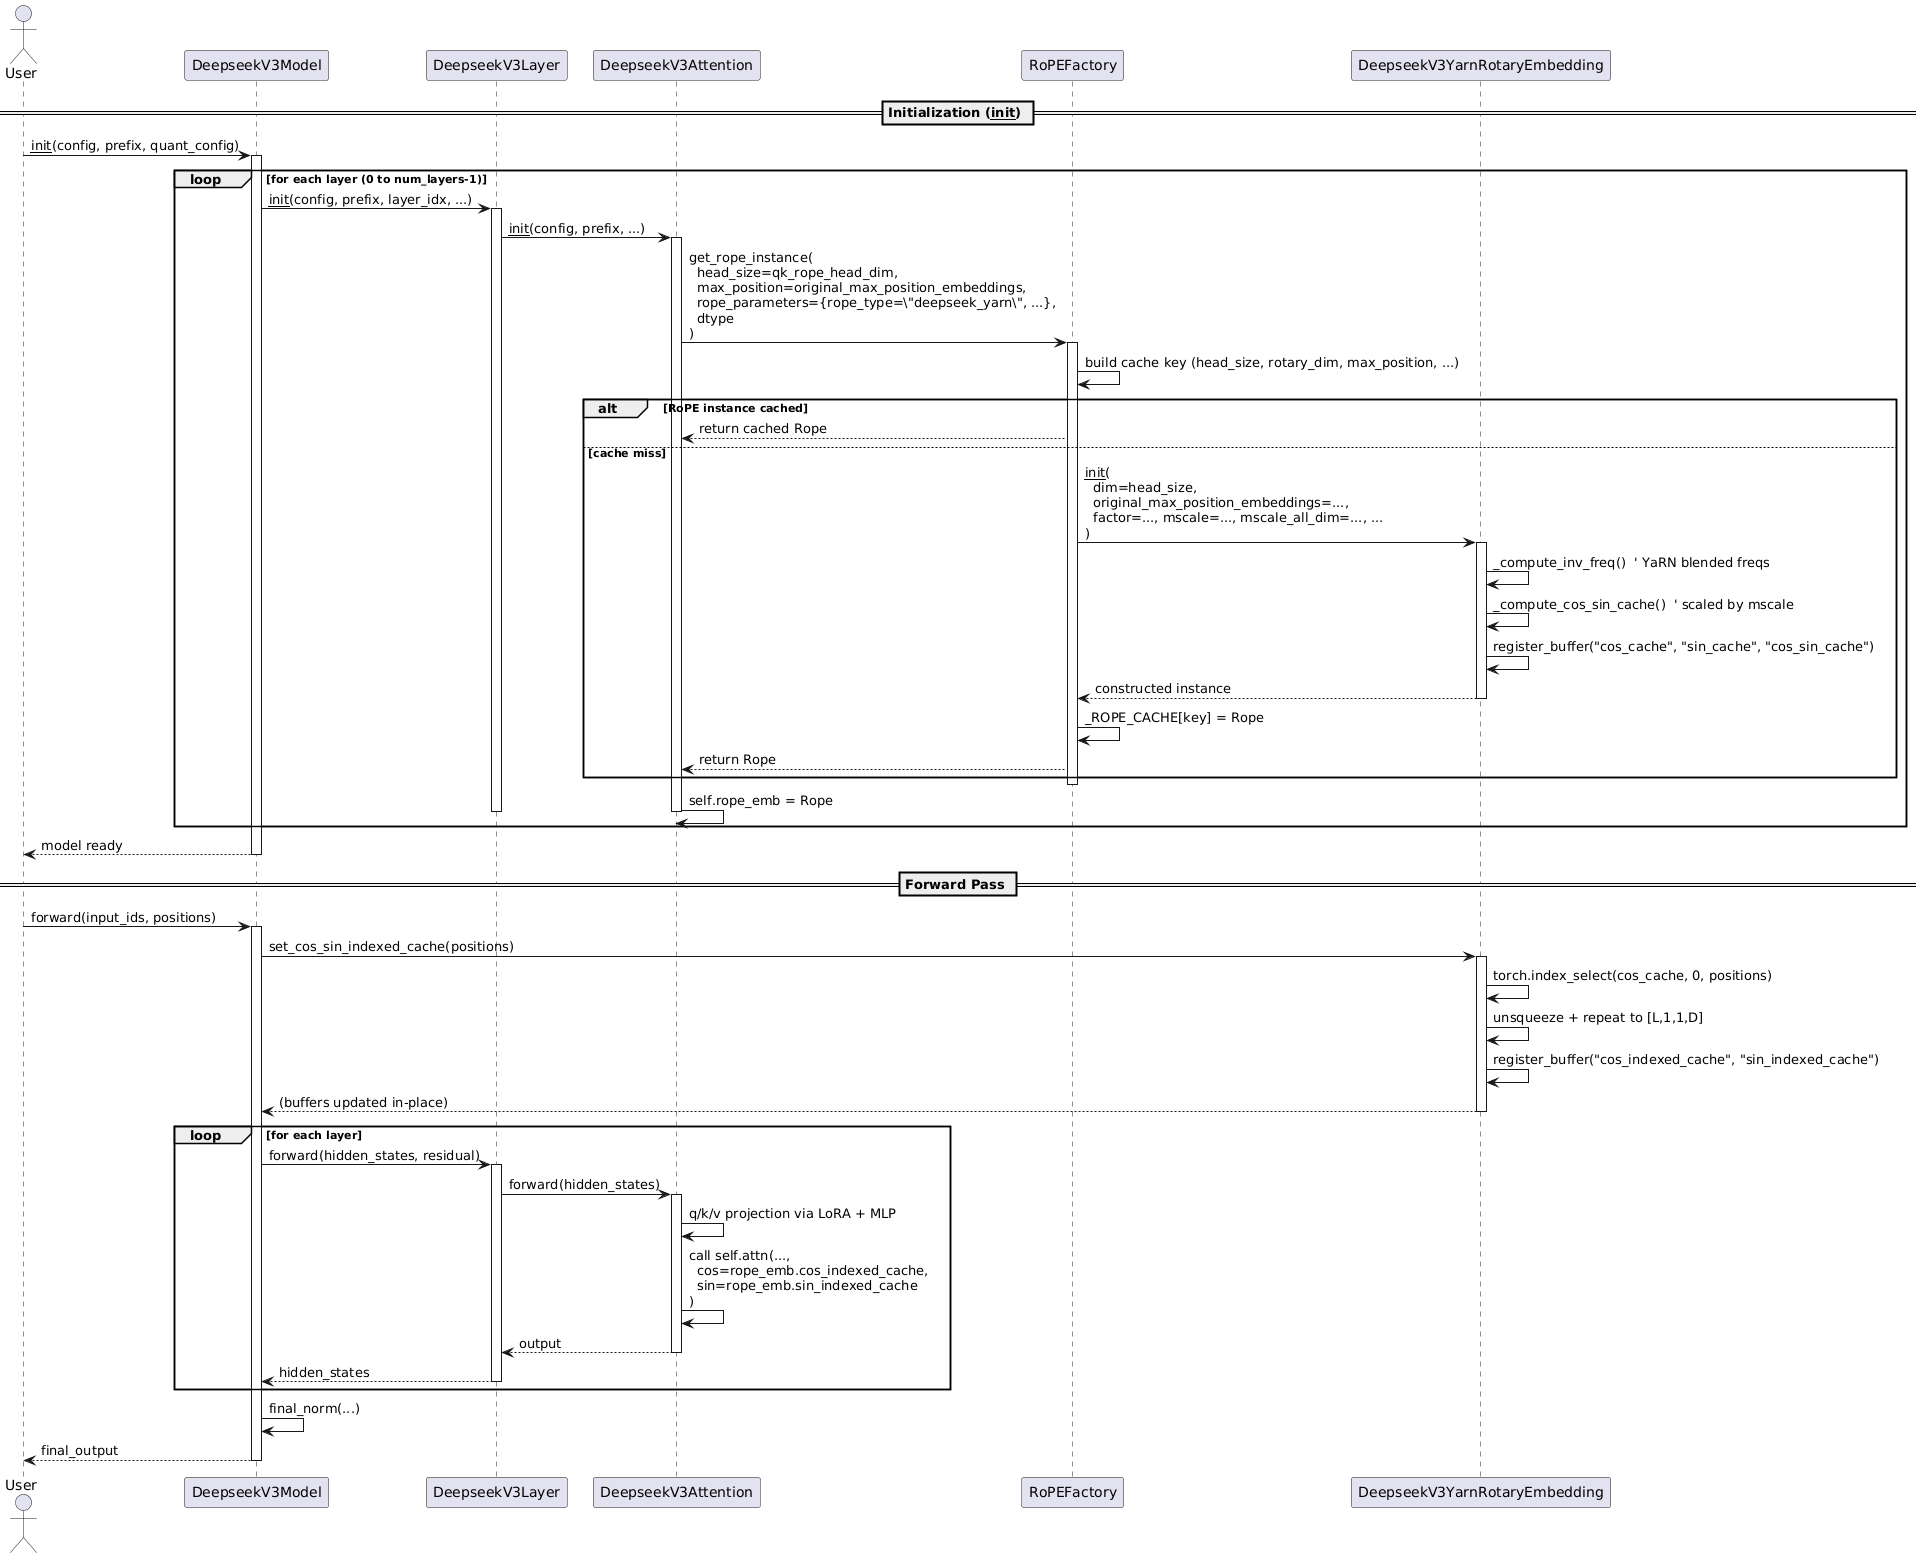 User
DeepseekV3Model
DeepseekV3Layer
DeepseekV3Attention
RoPEFactory
DeepseekV3YarnRotaryEmbedding
Initialization (init)
init(config, prefix, quant_config)
loop
[for each layer (0 to num_layers-1)]
init(config, prefix, layer_idx, ...)
init(config, prefix, ...)
get_rope_instance(
head_size=qk_rope_head_dim,
max_position=original_max_position_embeddings,
rope_parameters={rope_type=\"deepseek_yarn\", ...},
dtype
)
build cache key (head_size, rotary_dim, max_position, ...)
alt
[RoPE instance cached]
return cached Rope
[cache miss]
init(
dim=head_size,
original_max_position_embeddings=...,
factor=..., mscale=..., mscale_all_dim=..., ...
)
_compute_inv_freq()  ' YaRN blended freqs
_compute_cos_sin_cache()  ' scaled by mscale
register_buffer("cos_cache", "sin_cache", "cos_sin_cache")
constructed instance
_ROPE_CACHE[key] = Rope
return Rope
self.rope_emb = Rope
model ready
Forward Pass
forward(input_ids, positions)
set_cos_sin_indexed_cache(positions)
torch.index_select(cos_cache, 0, positions)
unsqueeze + repeat to [L,1,1,D]
register_buffer("cos_indexed_cache", "sin_indexed_cache")
(buffers updated in-place)
loop
[for each layer]
forward(hidden_states, residual)
forward(hidden_states)
q/k/v projection via LoRA + MLP
call self.attn(...,
cos=rope_emb.cos_indexed_cache,
sin=rope_emb.sin_indexed_cache
)
output
hidden_states
final_norm(...)
final_output
User
DeepseekV3Model
DeepseekV3Layer
DeepseekV3Attention
RoPEFactory
DeepseekV3YarnRotaryEmbedding